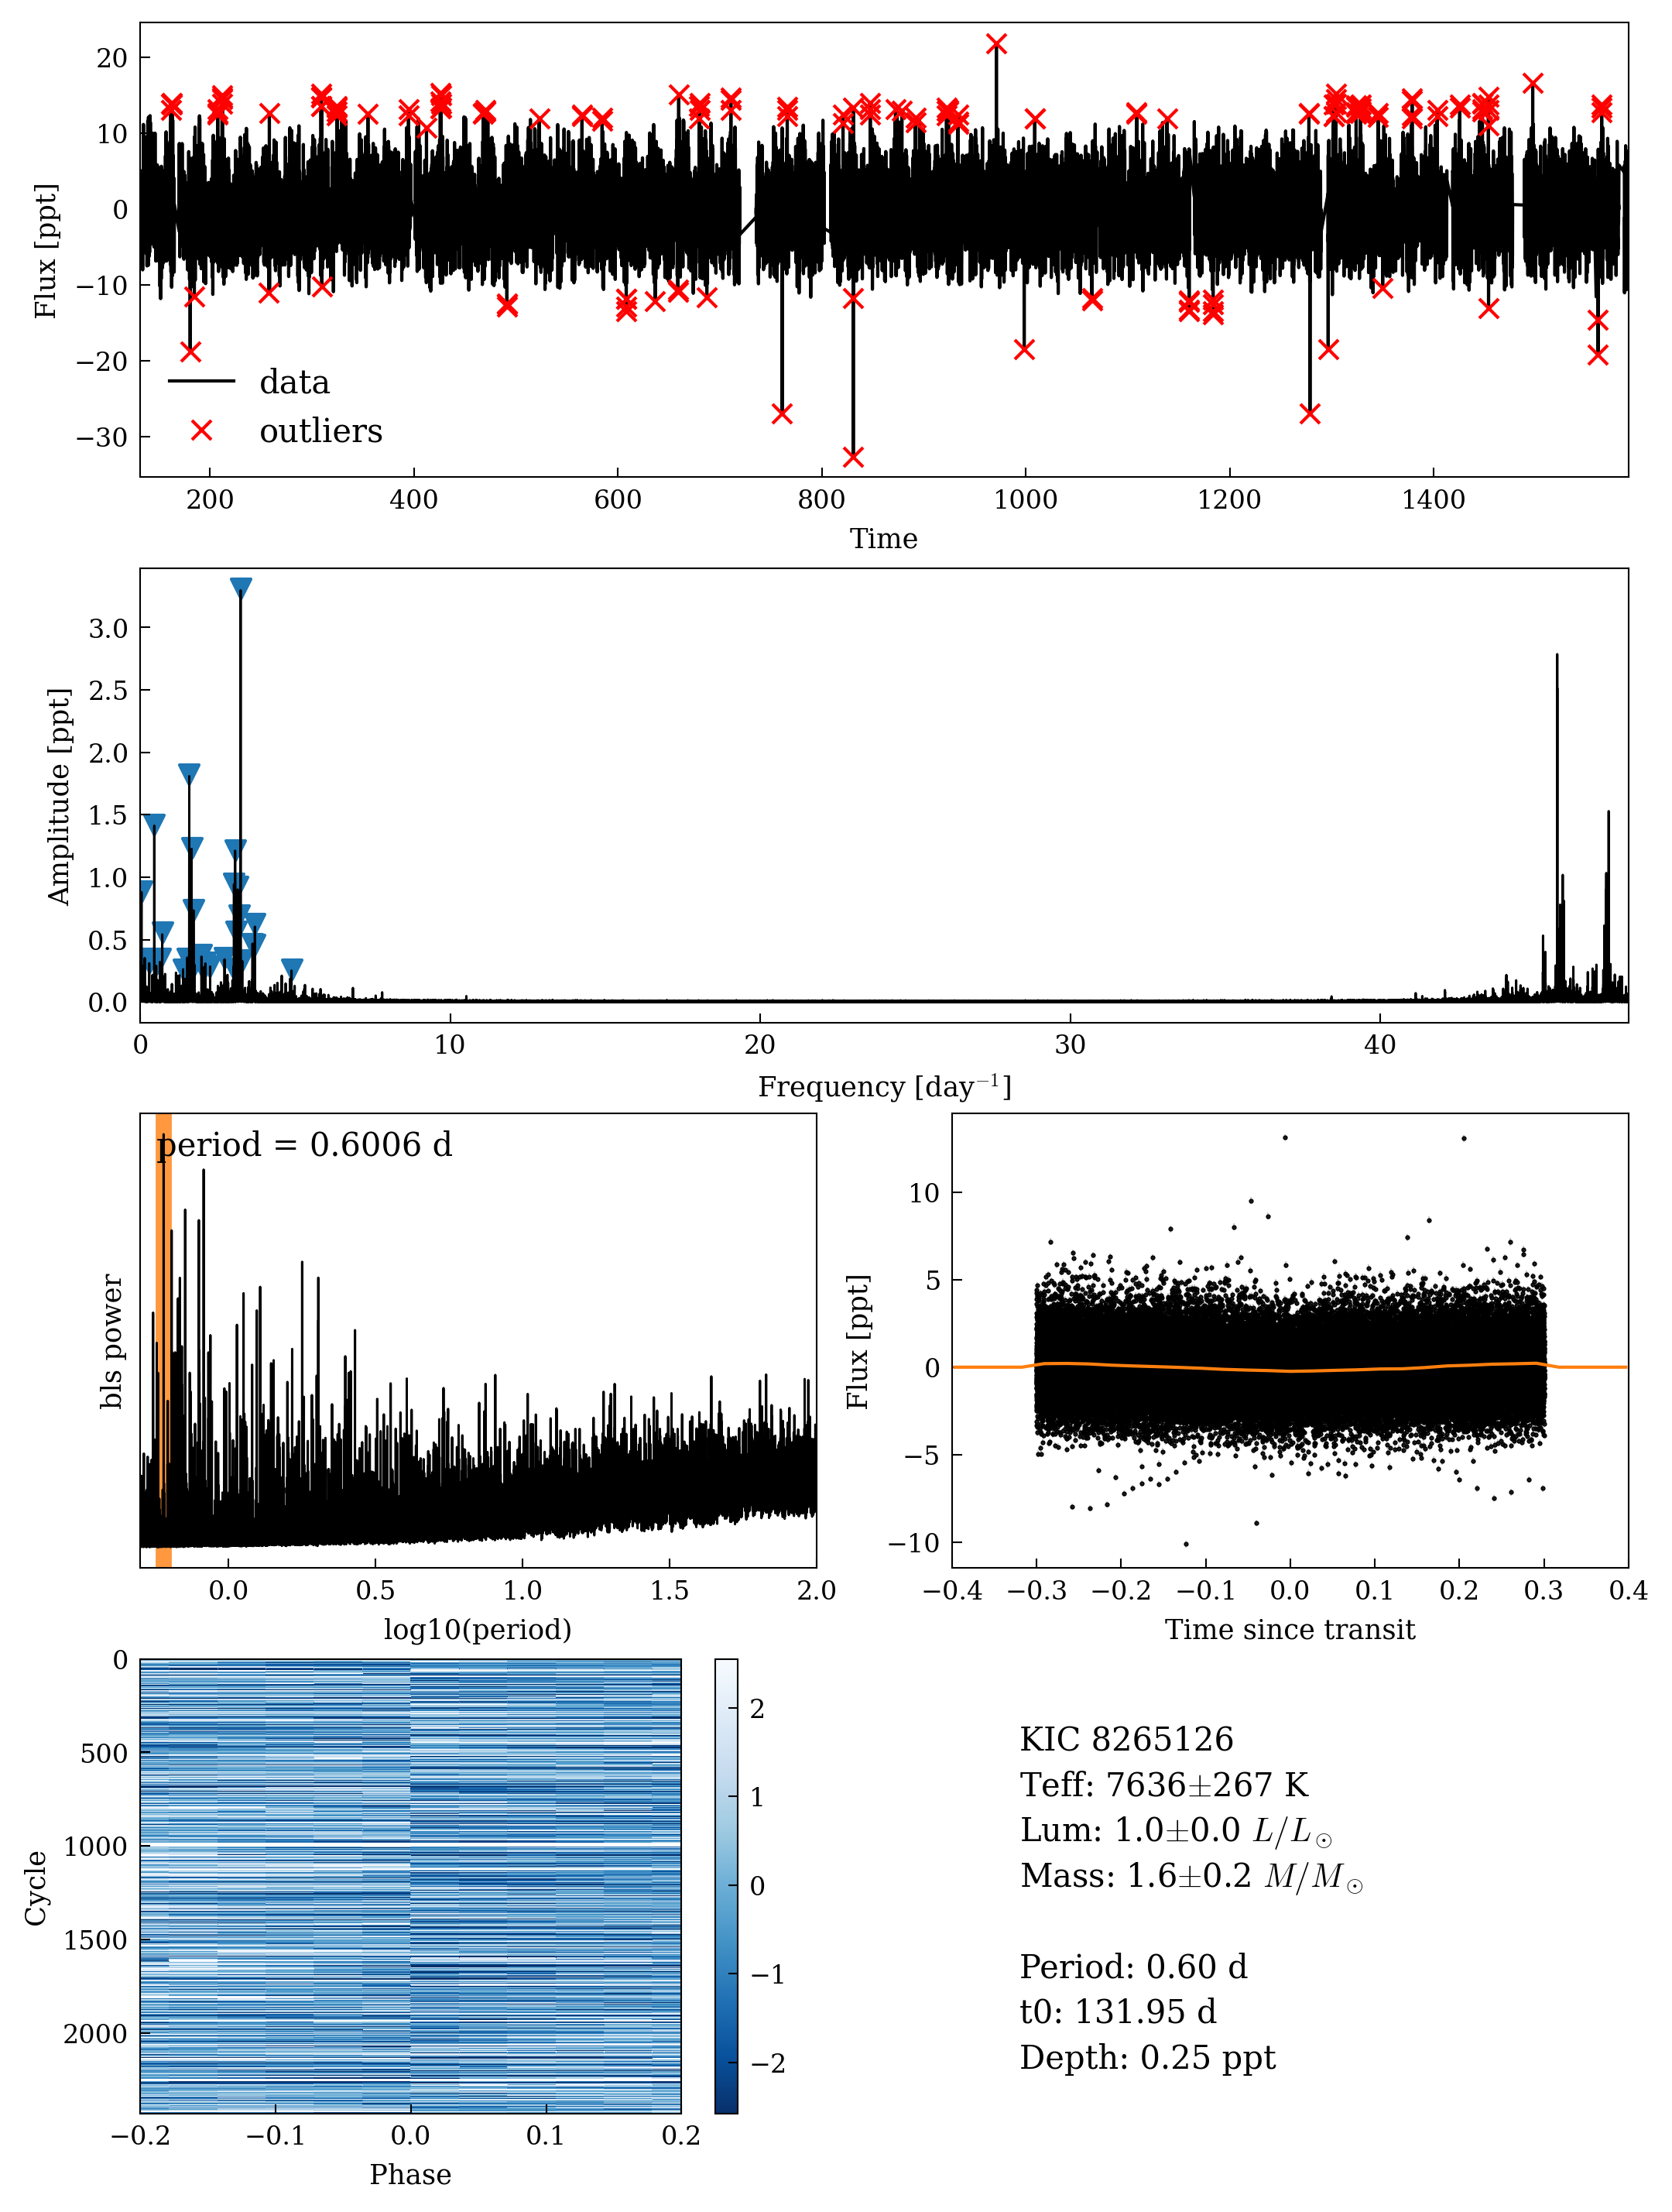 20
10
0
−10
−20
−30
Flux [ppt]
data
outliers
200 400 600 800 1000 1200 1400
Time
3.0
2.5
2.0
1.5
1.0
0.5
0.0
Amplitude [ppt]
0 10 20 30 40
Frequency [day⁻¹]
period = 0.6006 d
bls power
0.0 0.5 1.0 1.5 2.0
log10(period)
10
5
0
−5
−10
Flux [ppt]
−0.4 −0.3 −0.2 −0.1 0.0 0.1 0.2 0.3 0.4
Time since transit
0
500
1000
1500
2000
Cycle
−0.2 −0.1 0.0 0.1 0.2
Phase
2
1
0
−1
−2
KIC 8265126
Teff: 7636±267 K
Lum: 1.0±0.0 L/L⊙
Mass: 1.6±0.2 M/M⊙
Period: 0.60 d
t0: 131.95 d
Depth: 0.25 ppt